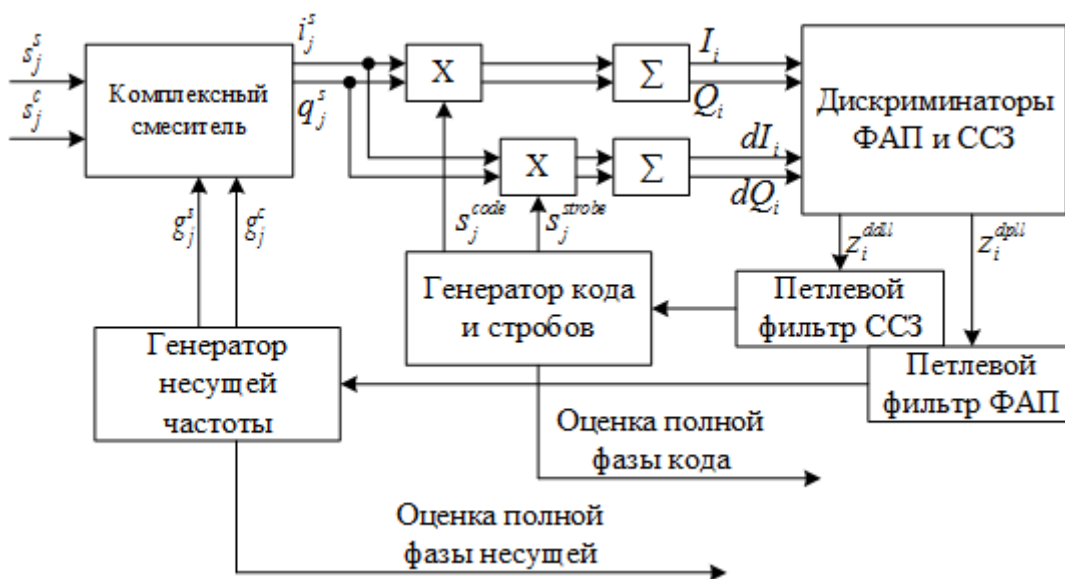 s_j^s
s_j^c
Комплексный
смеситель
i_j^s
q_j^s
X
Σ
I_i
Q_i
Дискриминаторы
ФАП и ССЗ
X
Σ
dI_i
dQ_i
g_j^s
g_j^c
s_j^code
s_j^strobe
z_i^ddll
z_i^dpll
Генератор кода
и стробов
Петлевой
фильтр ССЗ
Генератор
несущей
частоты
Петлевой
фильтр ФАП
Оценка полной
фазы кода
Оценка полной
фазы несущей